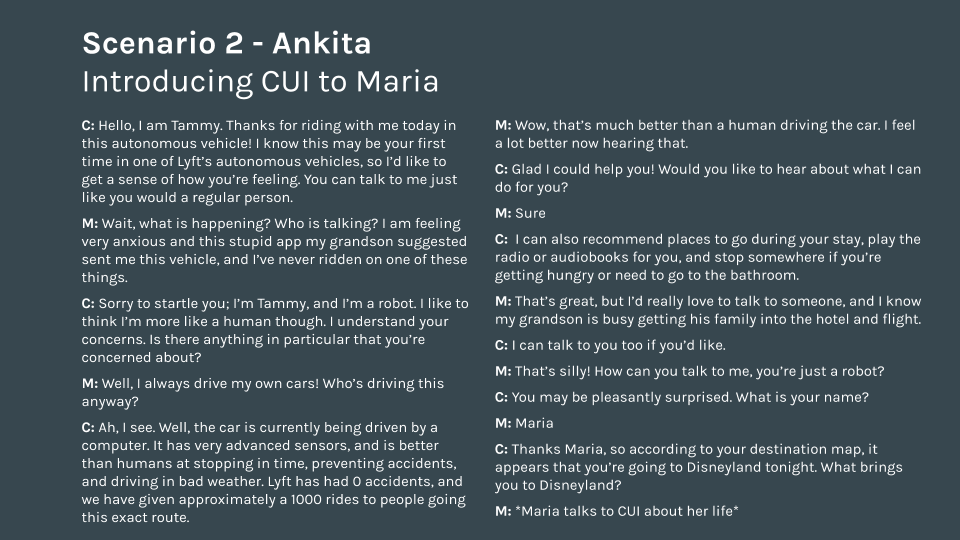 Scenario 2 - Ankita
Introducing CUI to Maria
C: Hello, I am Tammy. Thanks for riding with me today in
this autonomous vehicle! I know this may be your first
time in one of Lyft's autonomous vehicles, so I'd like to
get a sense of how you're feeling. You can talk to me just
like you would a regular person.
M: Wait, what is happening? Who is talking? I am feeling
very anxious and this stupid app my grandson suggested
sent me this vehicle, and I've never ridden on one of these
things.
C: Sorry to startle you; I'm Tammy, and I'm a robot. I like to
think I'm more like a human though. I understand your
concerns. Is there anything in particular that you're
concerned about?
M: Well, I always drive my own cars! Who's driving this
anyway?
C: Ah, I see. Well, the car is currently being driven by a
computer. It has very advanced sensors, and is better
than humans at stopping in time, preventing accidents,
and driving in bad weather. Lyft has had 0 accidents, and
we have given approximately a 1000 rides to people going
this exact route.
M: Wow, that's much better than a human driving the car. I feel
a lot better now hearing that.
C: Glad I could help you! Would you like to hear about what I can
do for you?
M: Sure
C: I can also recommend places to go during your stay, play the
radio or audiobooks for you, and stop somewhere if you're
getting hungry or need to go to the bathroom.
M: That's great, but I'd really love to talk to someone, and I know
my grandson is busy getting his family into the hotel and flight.
C: I can talk to you too if you'd like.
M: That's silly! How can you talk to me, you're just a robot?
C: You may be pleasantly surprised. What is your name?
M: Maria
C: Thanks Maria, so according to your destination map, it
appears that you're going to Disneyland tonight. What brings
you to Disneyland?
M: *Maria talks to CUI about her life*